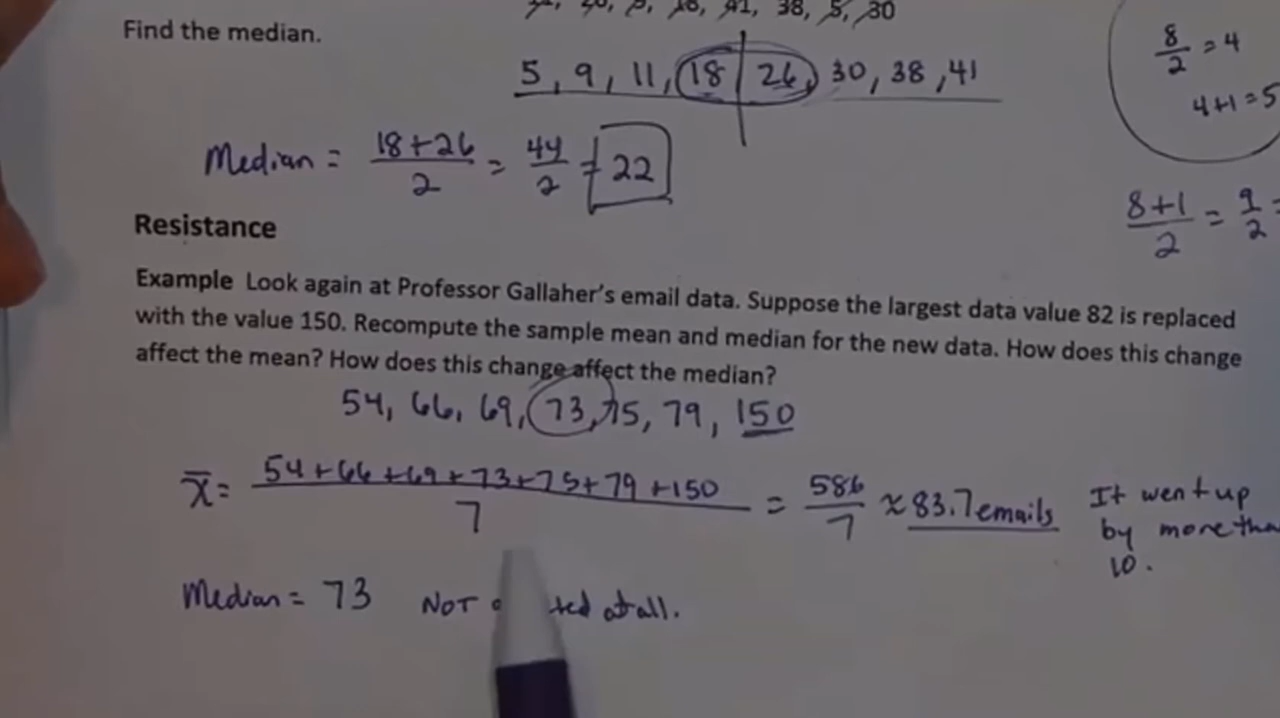 38, 5, 30
Find the median.
5, 9, 11, 18 26, 30, 38, 41
8/2 = 4
4+1=5
Median = 18+26/2 = 44/2 = 22
8+1/2 = 9/2 =
Resistance
Example Look again at Professor Gallaher's email data. Suppose the largest data value 82 is replaced
with the value 150. Recompute the sample mean and median for the new data. How does this change
affect the mean? How does this change affect the median?
54, 66, 69, 73, 75, 79, 150
x̄ = 54+66+69+73+75+79+150/7 = 586/7 ≈ 83.7 emails
It went up
by more tha
10.
Median = 73 NOT at all.